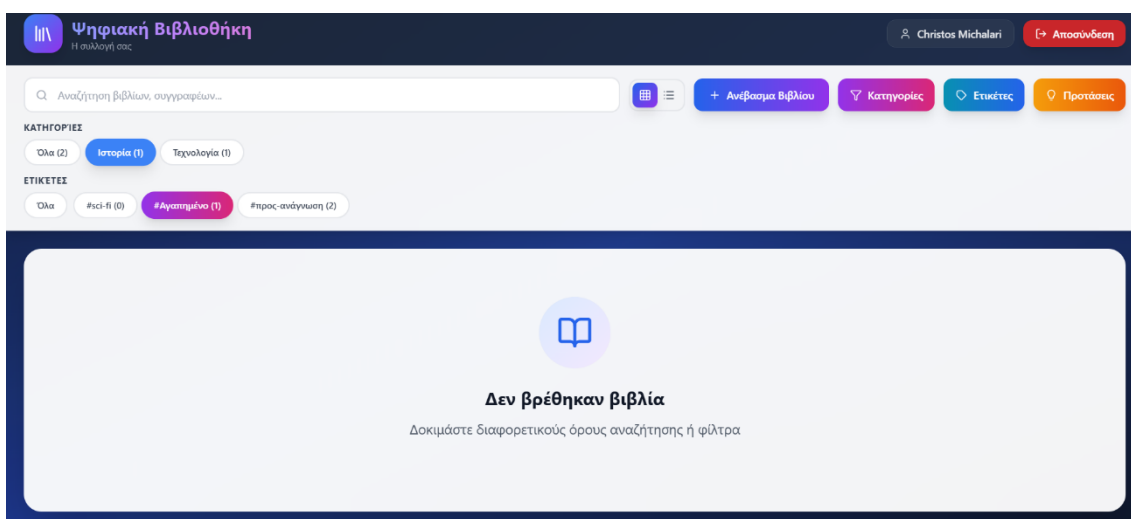 Ψηφιακή Βιβλιοθήκη
Η συλλογή σας
Christos Michalari
Αποσύνδεση
Αναζήτηση βιβλίων, συγγραφέων...
+ Ανέβασμα Βιβλίου
Κατηγορίες
Ετικέτες
Προτάσεις
ΚΑΤΗΓΟΡΊΕΣ
Όλα (2)
Ιστορία (1)
Τεχνολογία (1)
ΕΤΙΚΈΤΕΣ
Όλα
#sci-fi (0)
#Αγαπημένο (1)
#προς-ανάγνωση (2)
Δεν βρέθηκαν βιβλία
Δοκιμάστε διαφορετικούς όρους αναζήτησης ή φίλτρα